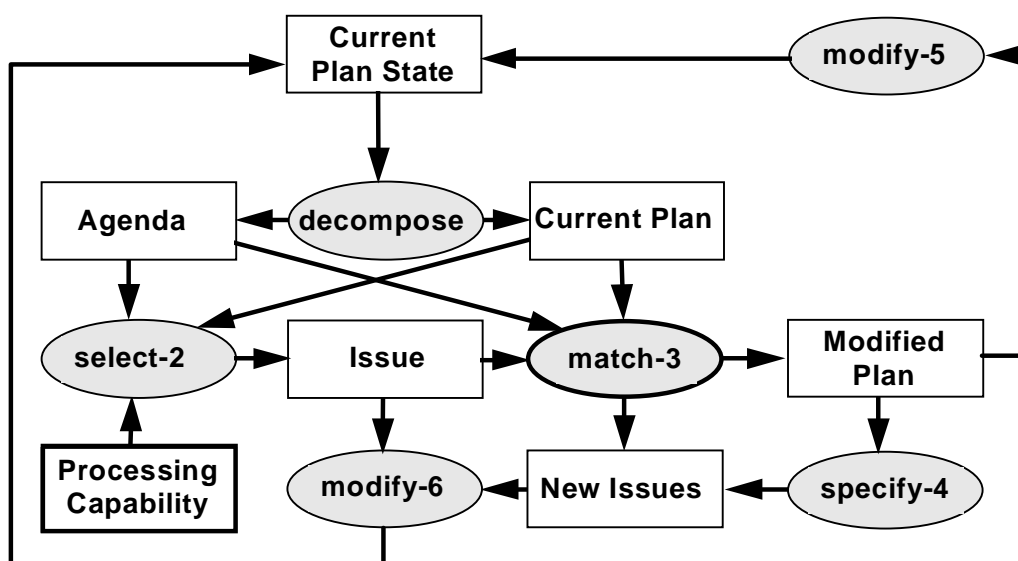 Current
Plan State
modify-5
Agenda
decompose
Current Plan
select-2
Issue
match-3
Modified
Plan
Processing
Capability
modify-6
New Issues
specify-4